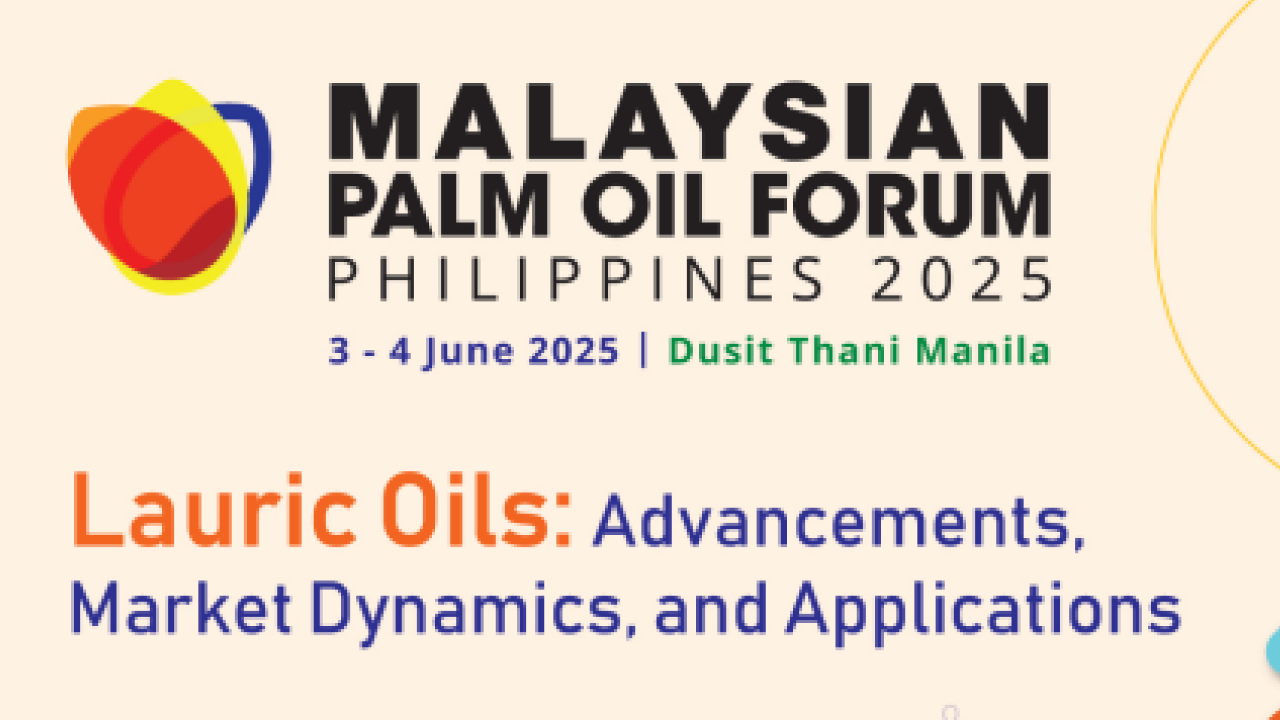 MALAYSIAN
PALM OIL FORUM
PHILIPPINES 2025
3 - 4 June 2025 | Dusit Thani Manila
Lauric Oils: Advancements,
Market Dynamics, and Applications